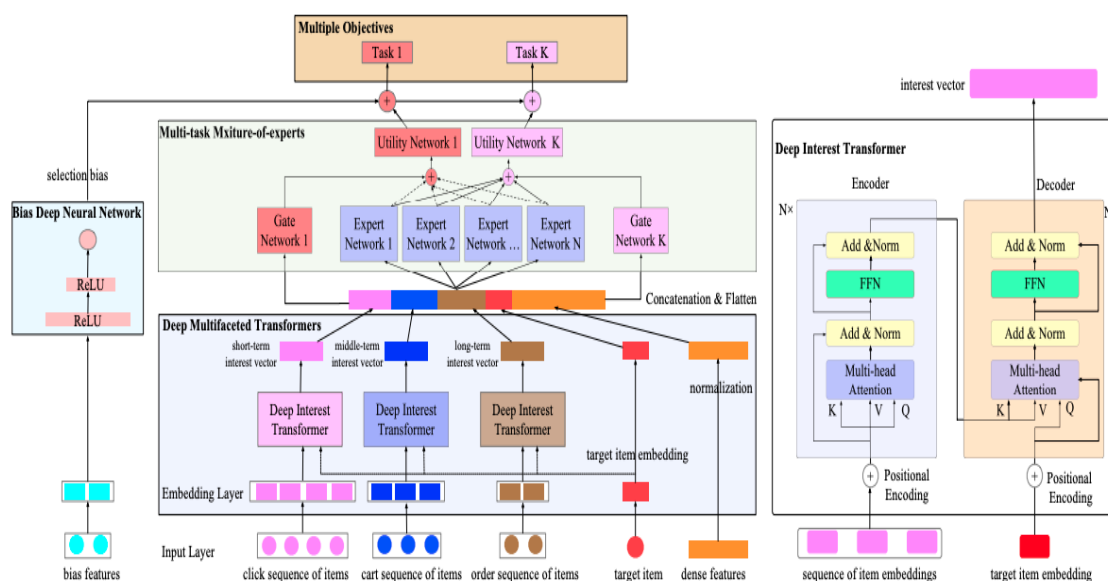 Multiple Objectives
Task 1
Task K
+
+
Multi-task Mxiture-of-experts
Utility Network 1
Utility Network K
selection bias
+
+
Bias Deep Neural Network
Gate
Network 1
Expert
Network 1
Expert
Network 2
Expert
Network ...
Expert
Network N
Gate
Network K
ReLU
ReLU
Concatenation & Flatten
Deep Multifaceted Transformers
short-term
interest vector
middle-term
interest vector
long-term
interest vector
normalization
Deep Interest
Transformer
Deep Interest
Transformer
Deep Interest
Transformer
target item embedding
Embedding Layer
Input Layer
bias features
click sequence of items
cart sequence of items
order sequence of items
target item
dense features
interest vector
Deep Interest Transformer
Encoder
Decoder
N×
N
Add &Norm
FFN
Add & Norm
Multi-head
Attention
K
V
Q
Add & Norm
FFN
Add & Norm
Multi-head
Attention
K
V
Q
+
Positional
Encoding
+
Positional
Encoding
sequence of item embeddings
target item embedding